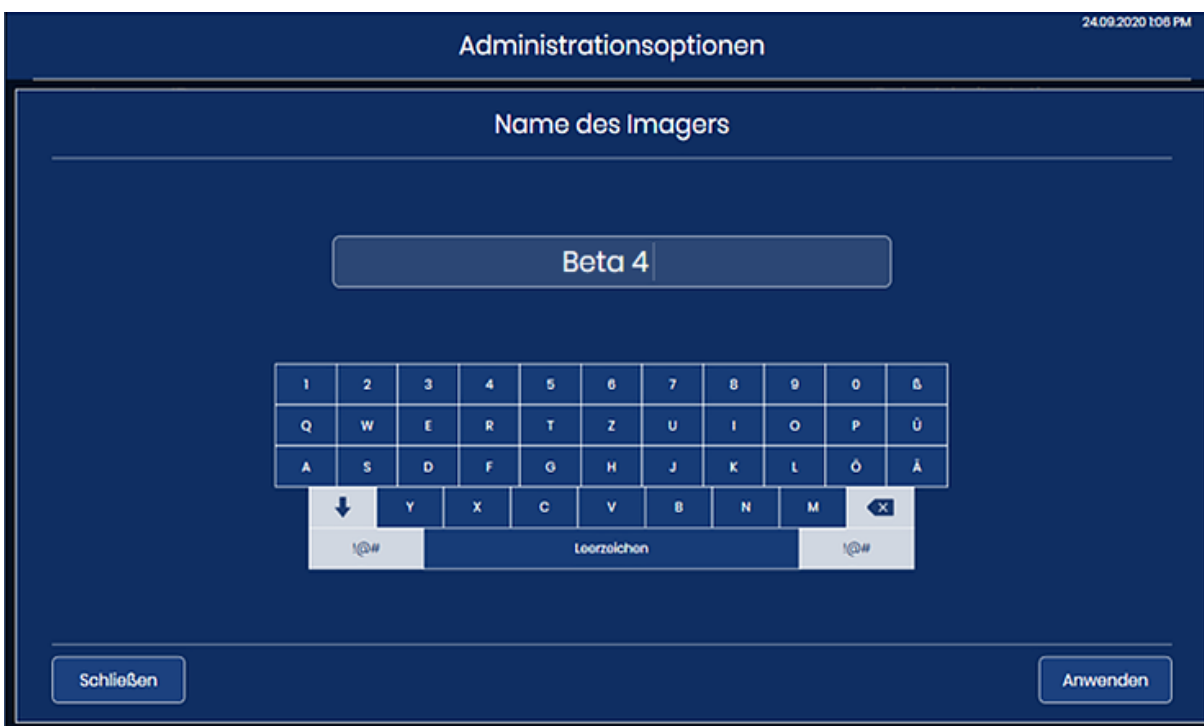 24.09.2020 1:06 PM
Administrationsoptionen
Name des Imagers
Beta 4
1 2 3 4 5 6 7 8 9 0 ß
Q W E R T Z U I O P Ü
A S D F G H J K L Ö Ä
Y X C V B N M
!@# Leerzeichen !@#
Schließen Anwenden